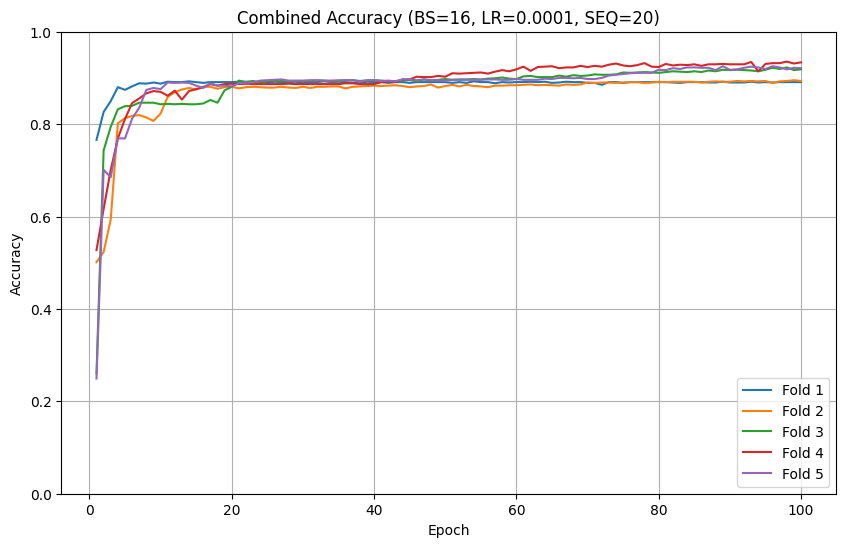 Combined Accuracy (BS=16, LR=0.0001, SEQ=20)
1.0
0.8
0.6
0.4
0.2
0.0
Accuracy
0 20 40 60 80 100
Epoch
Fold 1
Fold 2
Fold 3
Fold 4
Fold 5